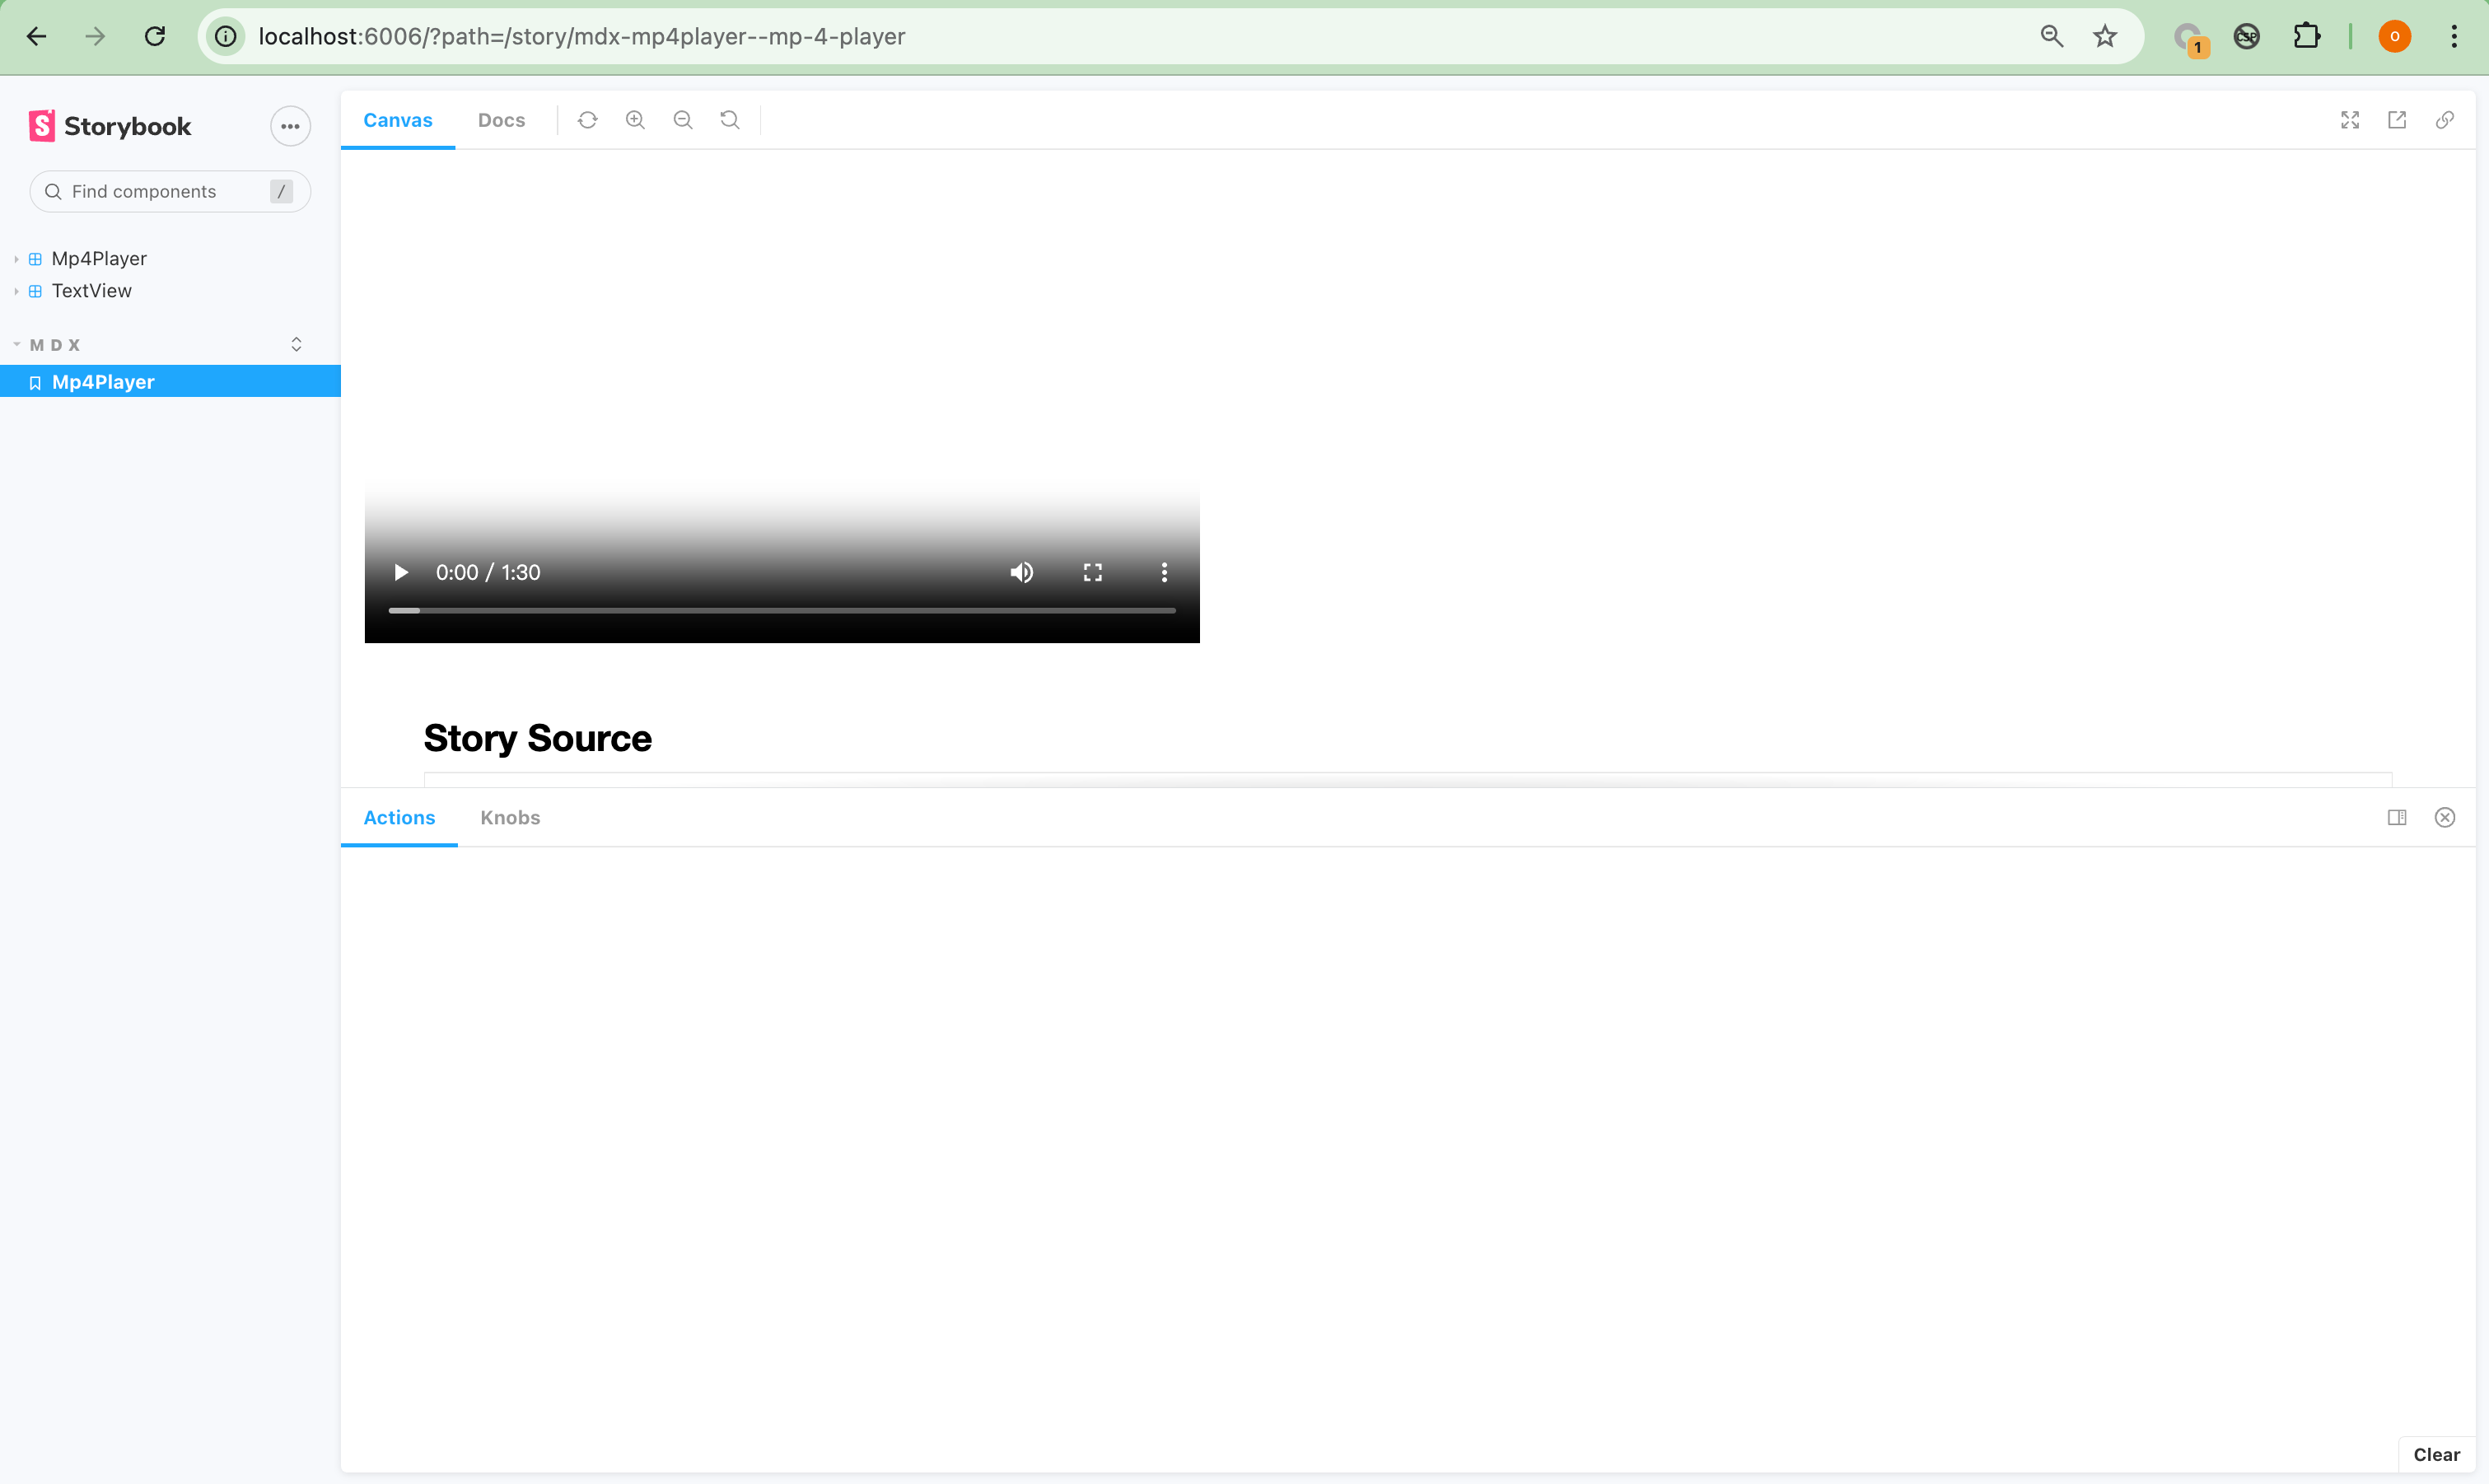 localhost:6006/?path=/story/mdx-mp4player--mp-4-player
1
CSP
O
S Storybook
Find components /
Mp4Player
TextView
MDX
Mp4Player
Canvas Docs
0:00 / 1:30
Story Source
Actions Knobs
Clear